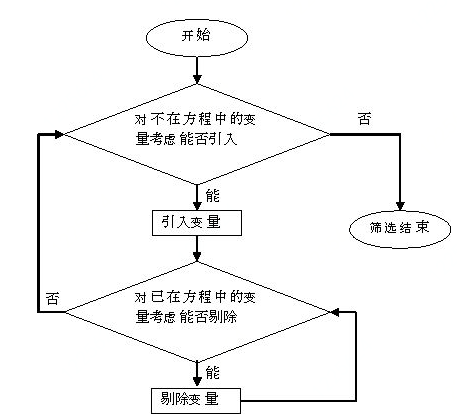 开始
对不在方程中的变
量考虑能否引入
否
能
引入变量
筛选结束
对已在方程中的变
量考虑能否剔除
否
能
剔除变量